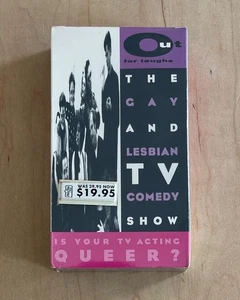 Out
for laughs
THE
GAY
AND
LESBIAN
TV
COMEDY
SHOW
WAS 29.95 NOW
$19.95
IS YOUR TV ACTING
QUEER?